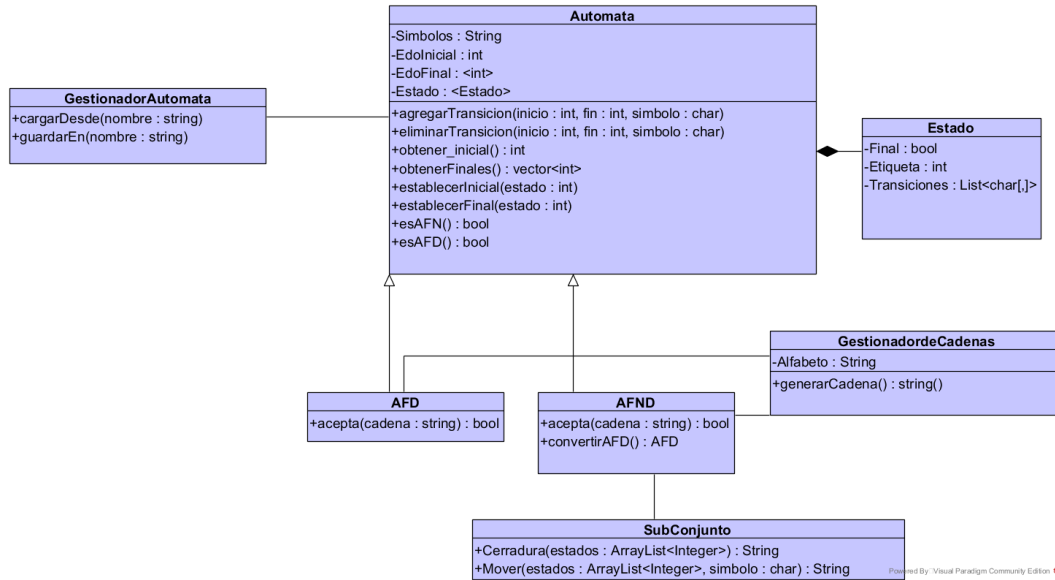 Automata
-Simbolos : String
-EdoInicial : int
-EdoFinal : <int>
-Estado : <Estado>
+agregarTransicion(inicio : int, fin : int, simbolo : char)
+eliminarTransicion(inicio : int, fin : int, simbolo : char)
+obtener_inicial() : int
+obtenerFinales() : vector<int>
+establecerInicial(estado : int)
+establecerFinal(estado : int)
+esAFN() : bool
+esAFD() : bool
GestionadorAutomata
+cargarDesde(nombre : string)
+guardarEn(nombre : string)
Estado
-Final : bool
-Etiqueta : int
-Transiciones : List<char[,]>
GestionadordeCadenas
-Alfabeto : String
+generarCadena() : string()
AFD
+acepta(cadena : string) : bool
AFND
+acepta(cadena : string) : bool
+convertirAFD() : AFD
SubConjunto
+Cerradura(estados : ArrayList<Integer>) : String
+Mover(estados : ArrayList<Integer>, simbolo : char) : String
Powered By Visual Paradigm Community Edition